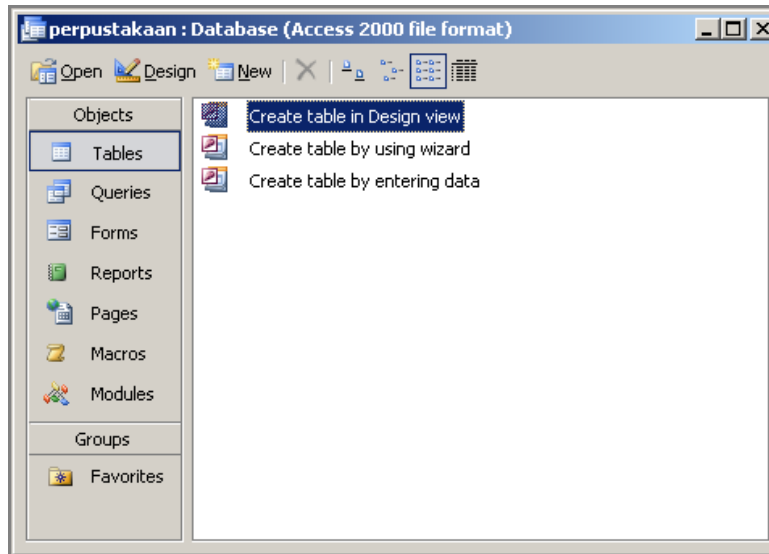 perpustakaan : Database (Access 2000 file format)
Open Design New
Objects
Tables
Queries
Forms
Reports
Pages
Macros
Modules
Groups
Favorites
Create table in Design view
Create table by using wizard
Create table by entering data